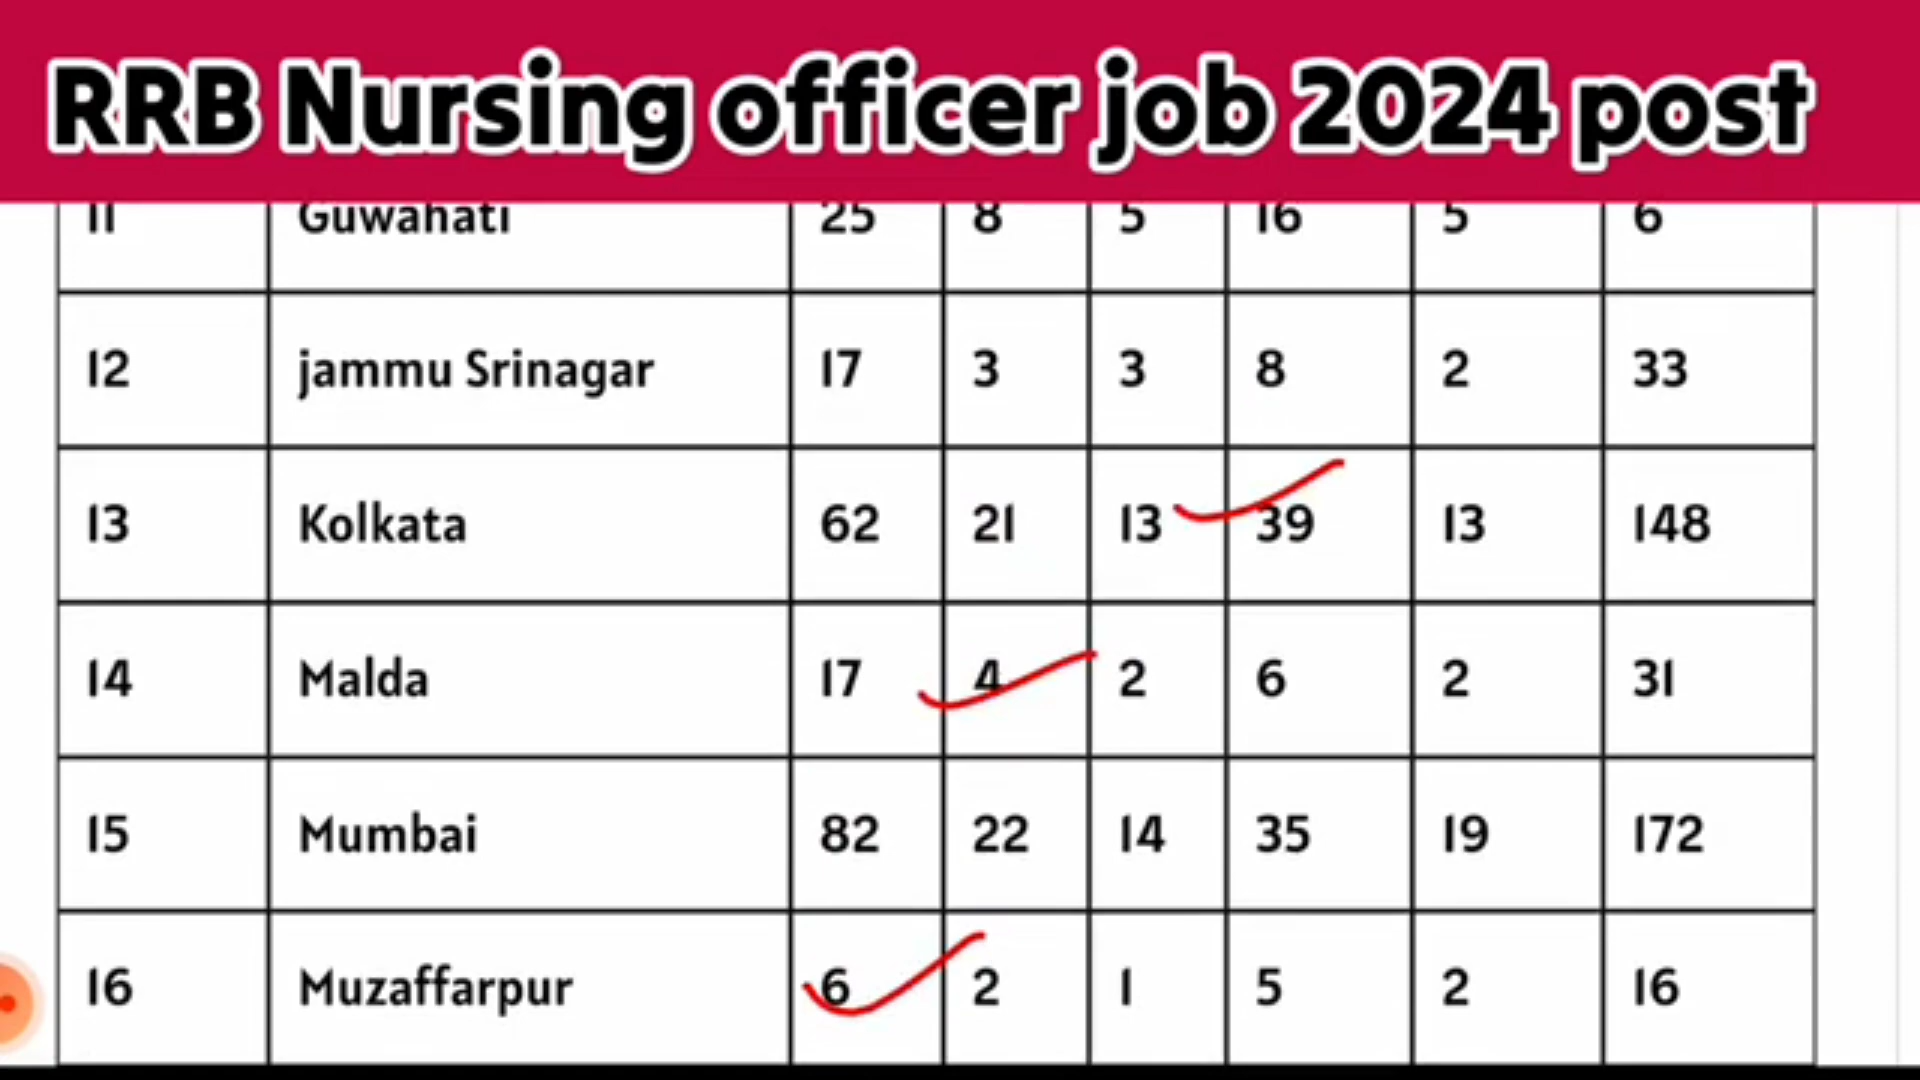 RRB Nursing officer job 2024 post
11 Guwahati 25 8 5 16 5 6
12 jammu Srinagar 17 3 3 8 2 33
13 Kolkata 62 21 13 39 13 148
14 Malda 17 4 2 6 2 31
15 Mumbai 82 22 14 35 19 172
16 Muzaffarpur 6 2 1 5 2 16